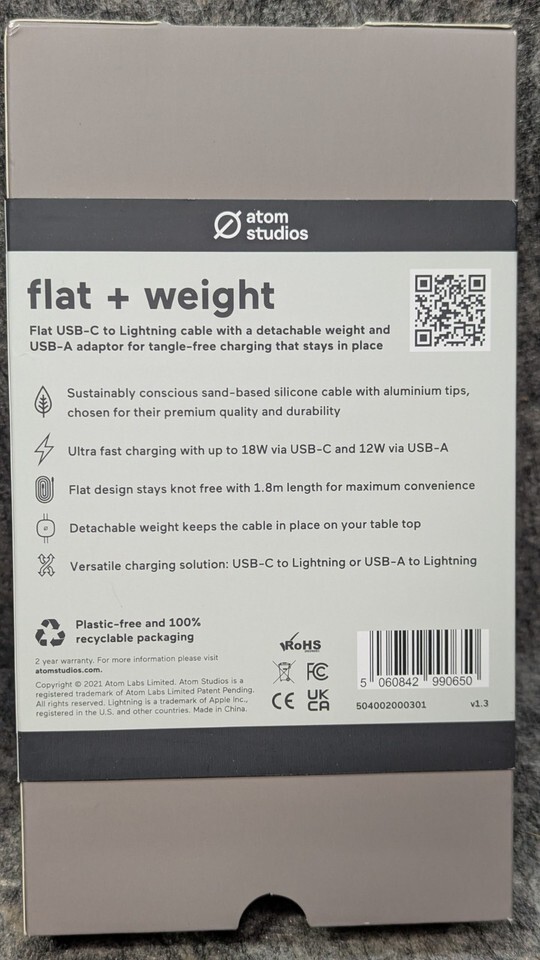 atom
studios
flat + weight
Flat USB-C to Lightning cable with a detachable weight and
USB-A adaptor for tangle-free charging that stays in place
Sustainably conscious sand-based silicone cable with aluminium tips,
chosen for their premium quality and durability
Ultra fast charging with up to 18W via USB-C and 12W via USB-A
Flat design stays knot free with 1.8m length for maximum convenience
Detachable weight keeps the cable in place on your table top
Versatile charging solution: USB-C to Lightning or USB-A to Lightning
Plastic-free and 100%
recyclable packaging
2 year warranty. For more information please visit
atomstudios.com.
Copyright © 2021 Atom Labs Limited. Atom Studios is a
registered trademark of Atom Labs Limited Patent Pending.
All rights reserved. Lightning is a trademark of Apple Inc.,
registered in the U.S. and other countries. Made in China.
RoHS
FC
CE
UK
CA
5 060842 990650
504002000301
v1.3